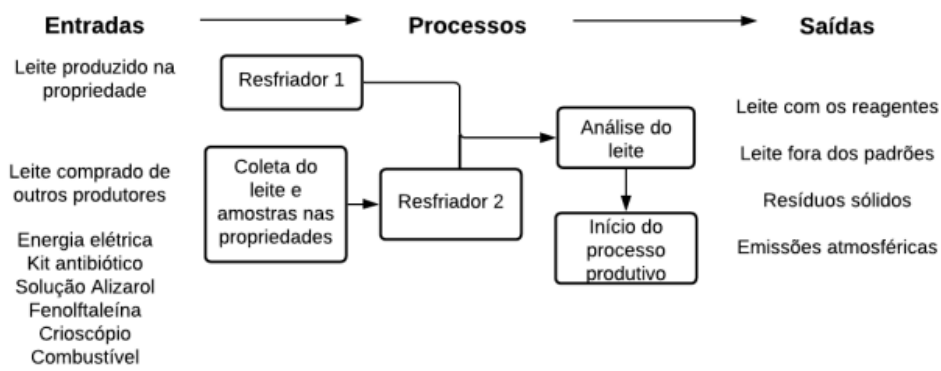 Entradas
Processos
Saídas
Leite produzido na
propriedade
Leite comprado de
outros produtores
Energia elétrica
Kit antibiótico
Solução Alizarol
Fenolftaleína
Crioscópio
Combustível
Resfriador 1
Coleta do
leite e
amostras nas
propriedades
Resfriador 2
Análise do
leite
Início do
processo
produtivo
Leite com os reagentes
Leite fora dos padrões
Resíduos sólidos
Emissões atmosféricas